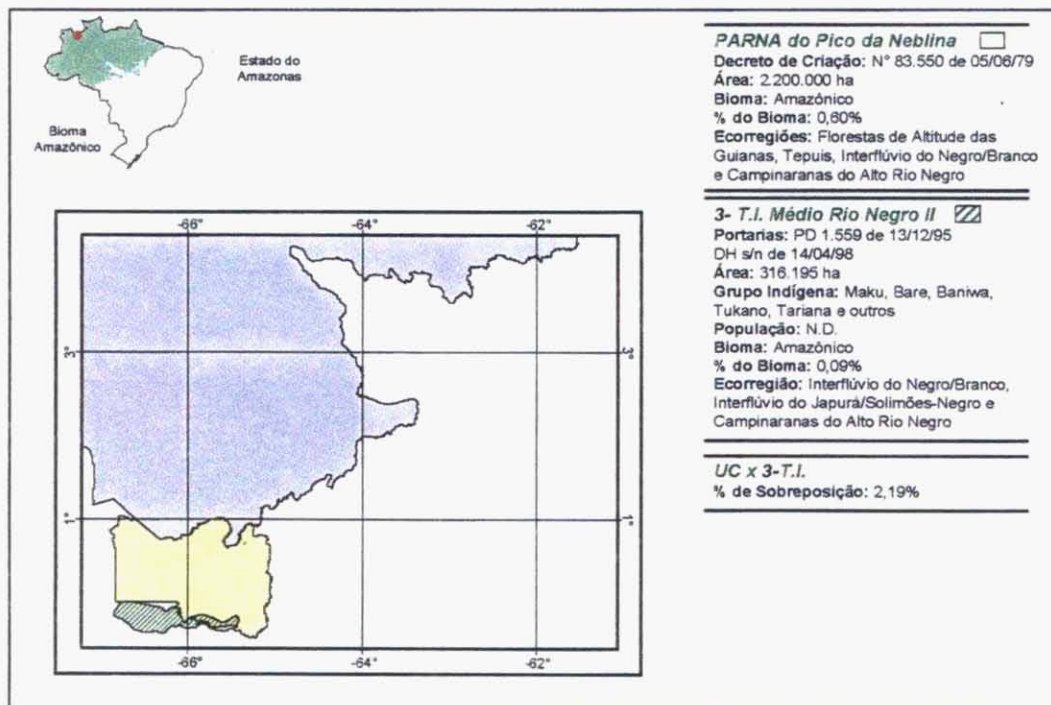 Estado do
Amazonas
Bioma
Amazônico
PARNA do Pico da Neblina
Decreto de Criação: N° 83.550 de 05/06/79
Área: 2.200.000 ha
Bioma: Amazônico
% do Bioma: 0,60%
Ecorregiões: Florestas de Altitude das
Guianas, Tepuis, Interflúvio do Negro/Branco
e Campinaranas do Alto Rio Negro
3- T.I. Médio Rio Negro II
Portarias: PD 1.559 de 13/12/95
DH s/n de 14/04/98
Área: 316.195 ha
Grupo Indígena: Maku, Bare, Baniwa,
Tukano, Tariana e outros
População: N.D.
Bioma: Amazônico
% do Bioma: 0,09%
Ecorregião: Interflúvio do Negro/Branco,
Interflúvio do Japurá/Solimões-Negro e
Campinaranas do Alto Rio Negro
UC x 3-T.I.
% de Sobreposição: 2,19%
-66° -64° -62°
3° 3°
1° 1°
-66° -64° -62°